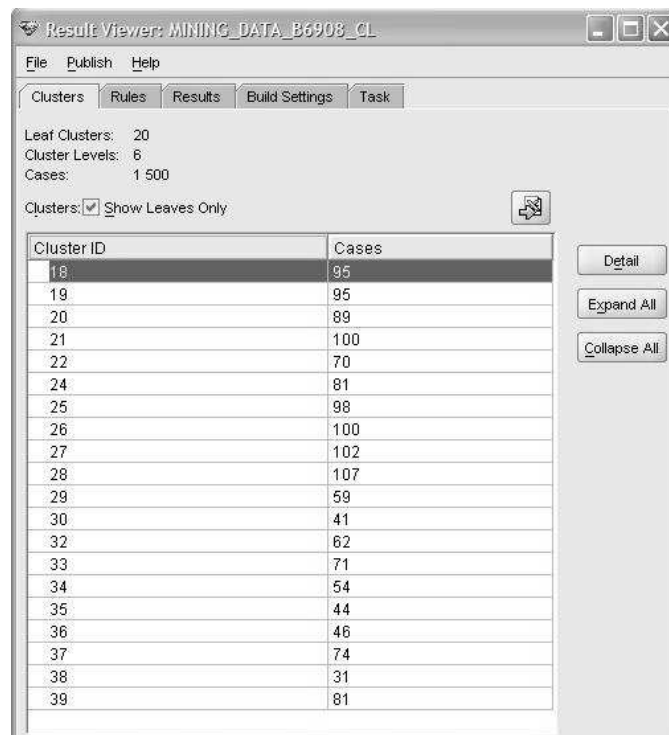 Result Viewer: MINING_DATA_B6908_CL
File Publish Help
Clusters Rules Results Build Settings Task
Leaf Clusters: 20
Cluster Levels: 6
Cases: 1 500
Clusters: Show Leaves Only
Cluster ID Cases
18 95
19 95
20 89
21 100
22 70
24 81
25 98
26 100
27 102
28 107
29 59
30 41
32 62
33 71
34 54
35 44
36 46
37 74
38 31
39 81
Detail
Expand All
Collapse All